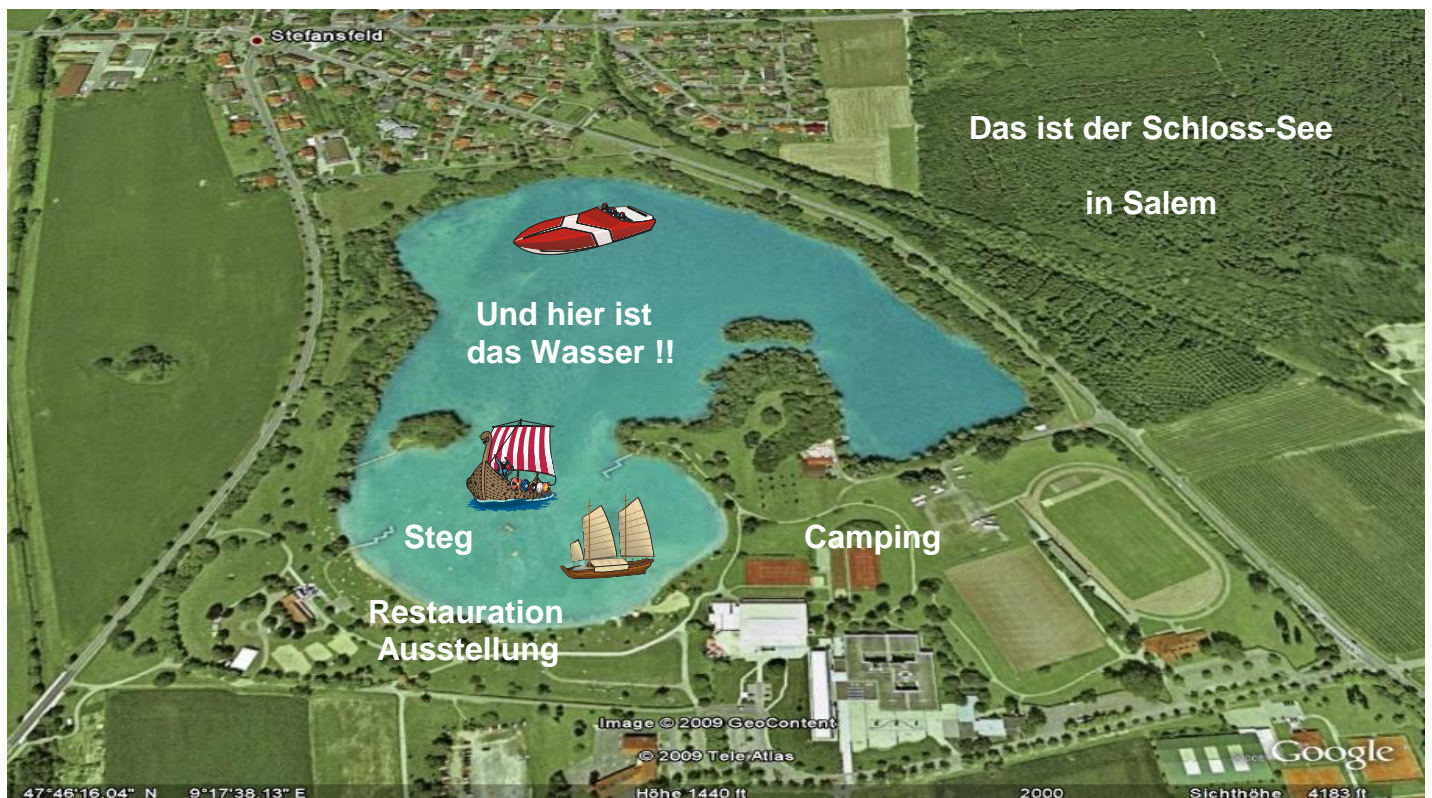 Stefansfeld
Das ist der Schloss-See
in Salem
Und hier ist
das Wasser !!
Steg
Camping
Restauration
Ausstellung
Image © 2009 GeoContent
© 2009 Tele Atlas
Google
47°46'16.04" N 9°17'38.13" E Höhe 1440 ft 2000 Sichthöhe 4183 ft